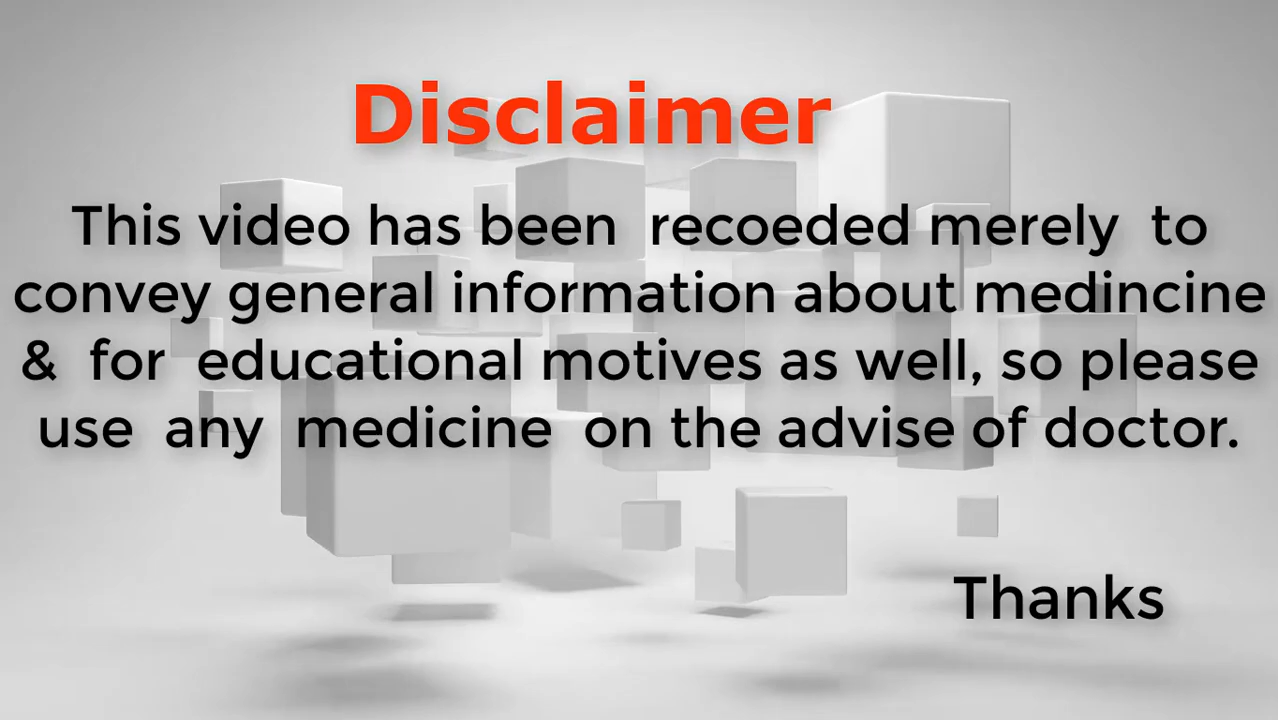 Disclaimer
This video has been recoeded merely to
convey general information about medincine
& for educational motives as well, so please
use any medicine on the advise of doctor.
Thanks